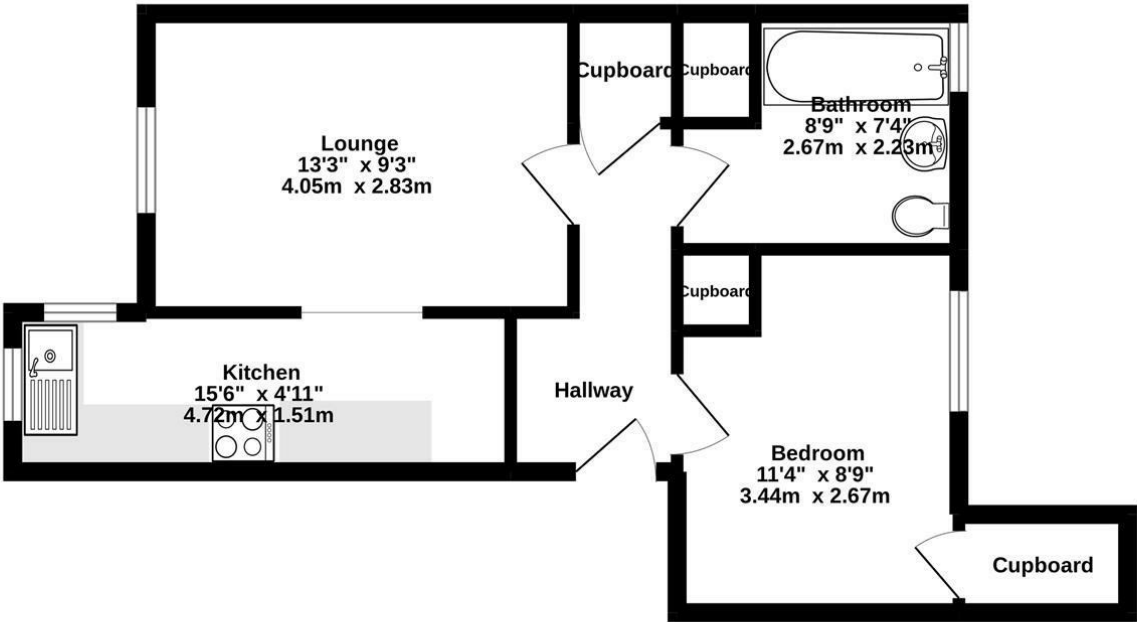 Lounge
13'3" x 9'3"
4.05m x 2.83m
Cupboard
Cupboard
Bathroom
8'9" x 7'4"
2.67m x 2.23m
Cupboard
Kitchen
15'6" x 4'11"
4.72m x 1.51m
Hallway
Bedroom
11'4" x 8'9"
3.44m x 2.67m
Cupboard